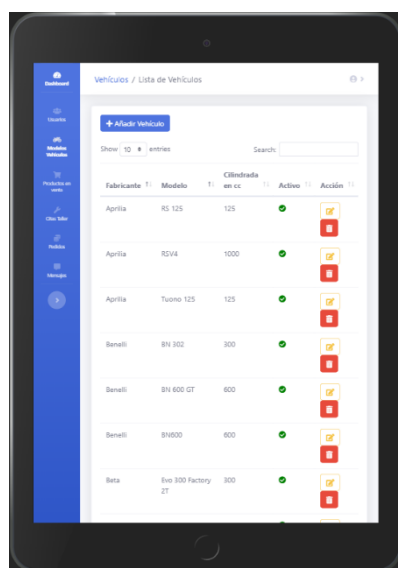 Dashboard
Vehículos / Lista de Vehículos
Usuarios
Modelos
Vehículos
Productos en
venta
Citas Taller
Pedidos
Mensajes
+ Añadir Vehículo
Show 10 entries
Search:
Fabricante Modelo Cilindrada en cc Activo Acción
Aprilia RS 125 125
Aprilia RSV4 1000
Aprilia Tuono 125 125
Benelli BN 302 300
Benelli BN 600 GT 600
Benelli BN600 600
Beta Evo 300 Factory 2T 300